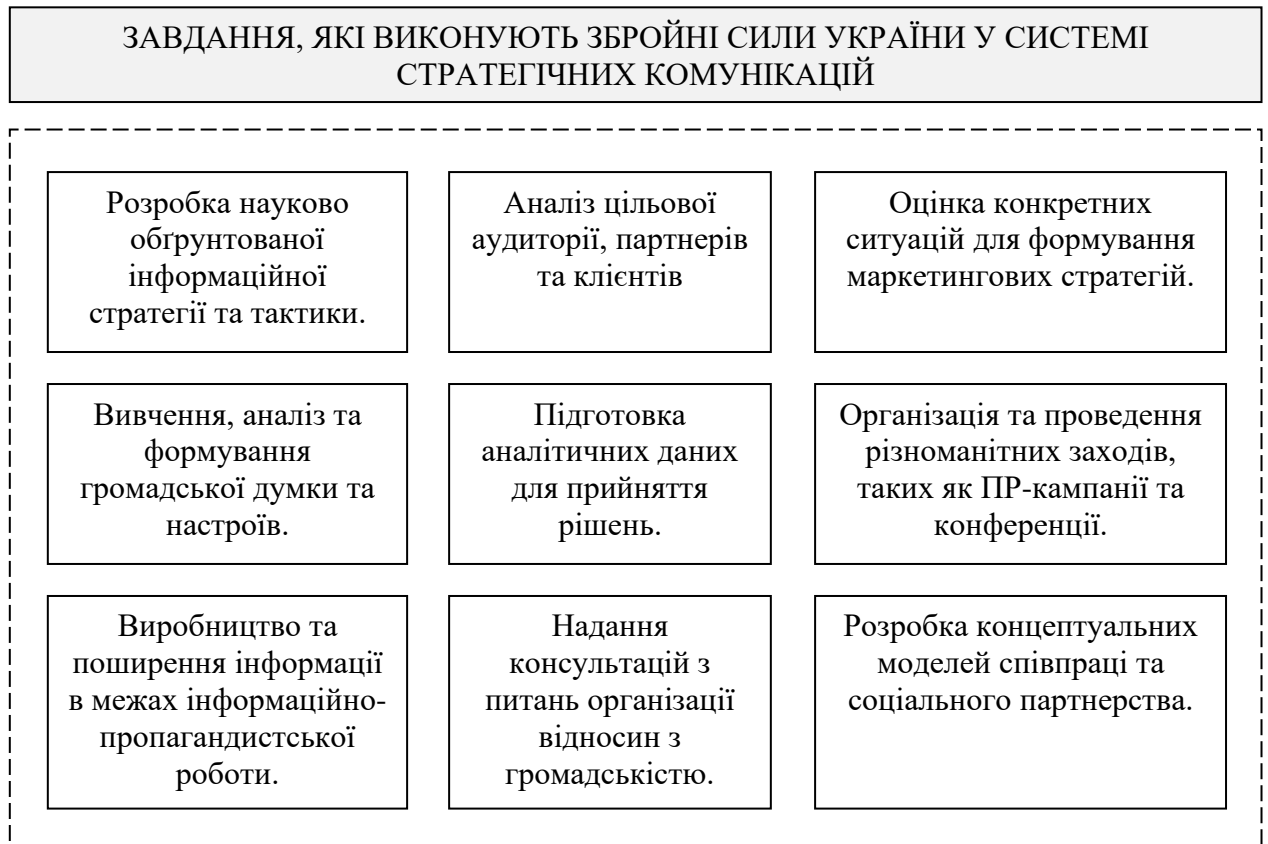 ЗАВДАННЯ, ЯКІ ВИКОНУЮТЬ ЗБРОЙНІ СИЛИ УКРАЇНИ У СИСТЕМІ
СТРАТЕГІЧНИХ КОМУНІКАЦІЙ
Розробка науково
обґрунтованої
інформаційної
стратегії та тактики.
Аналіз цільової
аудиторії, партнерів
та клієнтів
Оцінка конкретних
ситуацій для формування
маркетингових стратегій.
Вивчення, аналіз та
формування
громадської думки та
настроїв.
Підготовка
аналітичних даних
для прийняття
рішень.
Організація та проведення
різноманітних заходів,
таких як ПР-кампанії та
конференції.
Виробництво та
поширення інформації
в межах інформаційно-
пропагандистської
роботи.
Надання
консультацій з
питань організації
відносин з
громадськістю.
Розробка концептуальних
моделей співпраці та
соціального партнерства.